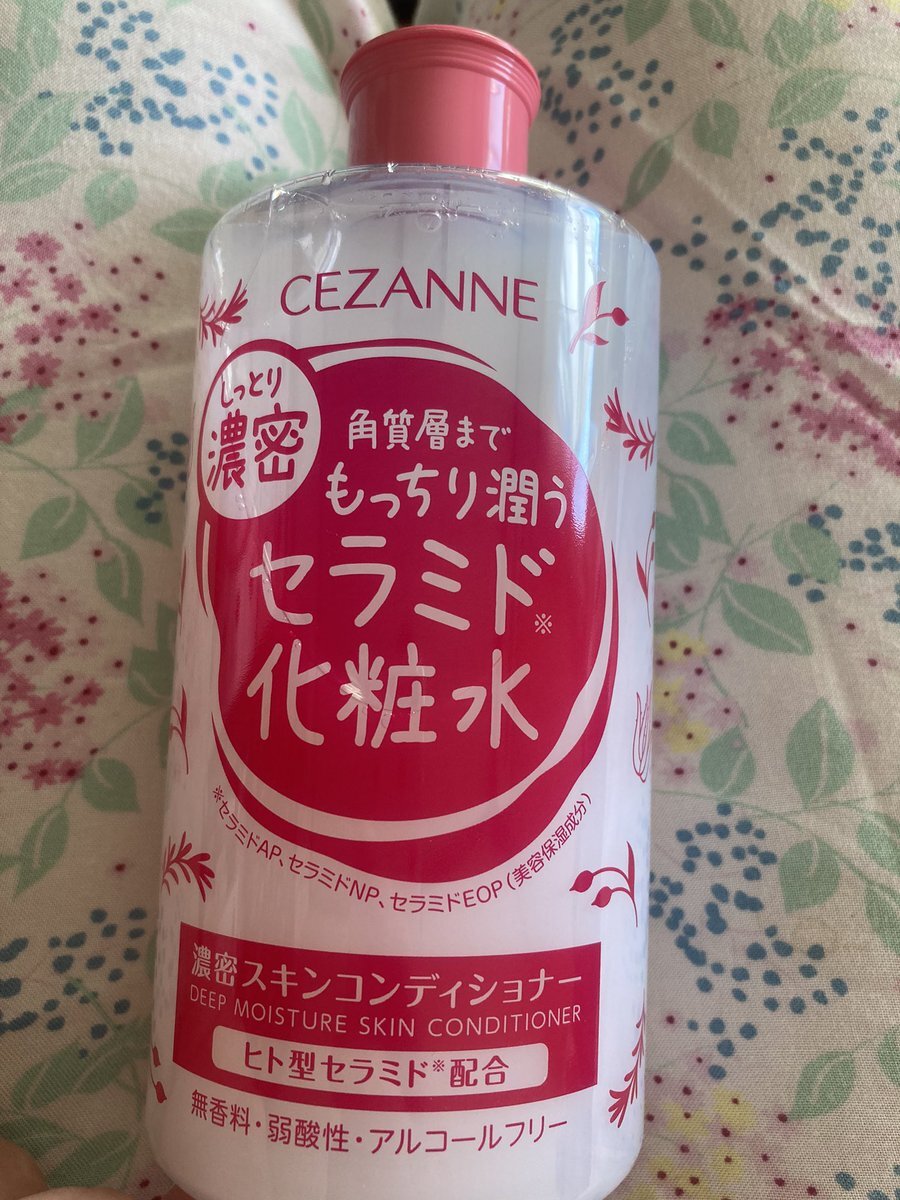 CEZANNE
しっとり
濃密
角質層まで
もっちり潤う
セラミド※
化粧水
※セラミドAP、セラミドNP、セラミドEOP(美容保湿成分)
濃密スキンコンディショナー
DEEP MOISTURE SKIN CONDITIONER
ヒト型セラミド※配合
無香料・弱酸性・アルコールフリー